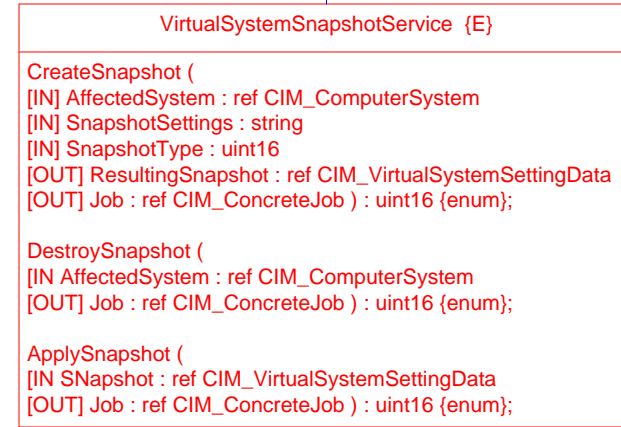 VirtualSystemSnapshotService {E}
CreateSnapshot (
[IN] AffectedSystem : ref CIM_ComputerSystem
[IN] SnapshotSettings : string
[IN] SnapshotType : uint16
[OUT] ResultingSnapshot : ref CIM_VirtualSystemSettingData
[OUT] Job : ref CIM_ConcreteJob ) : uint16 {enum};
DestroySnapshot (
[IN AffectedSystem : ref CIM_ComputerSystem
[OUT] Job : ref CIM_ConcreteJob ) : uint16 {enum};
ApplySnapshot (
[IN SNapshot : ref CIM_VirtualSystemSettingData
[OUT] Job : ref CIM_ConcreteJob ) : uint16 {enum};